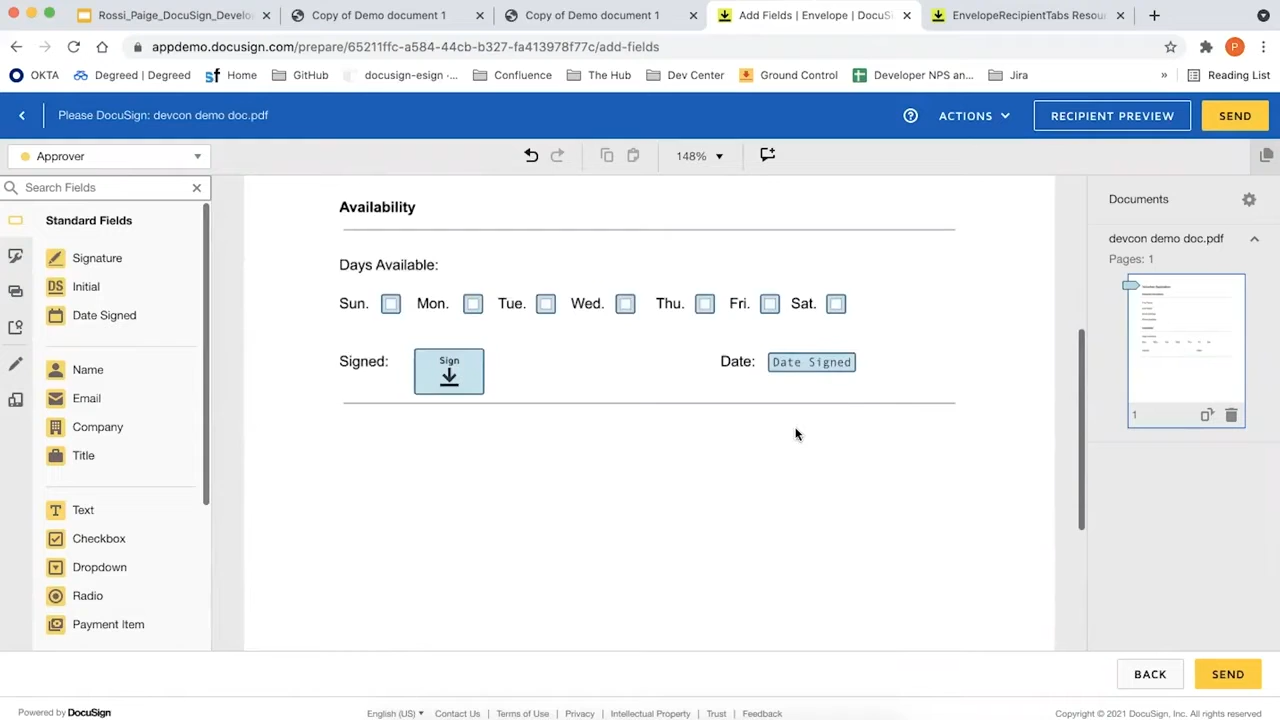 Rossi_Paige_DocuSign_Develo
Copy of Demo document 1
Copy of Demo document 1
Add Fields | Envelope | DocuSi
EnvelopeRecipientTabs Resou
appdemo.docusign.com/prepare/65211ffc-a584-44cb-b327-fa413978f77c/add-fields
P
OKTA
Degreed | Degreed
sf Home
GitHub
docusign-esign -...
Confluence
The Hub
Dev Center
Ground Control
Developer NPS an...
Jira
»
Reading List
Please DocuSign: devcon demo doc.pdf
ACTIONS
RECIPIENT PREVIEW
SEND
Approver
148%
Search Fields
Standard Fields
Signature
DS Initial
Date Signed
Name
Email
Company
Title
T Text
Checkbox
Dropdown
Radio
Payment Item
Availability
Days Available:
Sun. Mon. Tue. Wed. Thu. Fri. Sat.
Signed: Sign Date: Date Signed
Documents
devcon demo doc.pdf
Pages: 1
1
BACK
SEND
Powered by DocuSign
English (US)
Contact Us
Terms of Use
Privacy
Intellectual Property
Trust
Feedback
Copyright © 2021 DocuSign, Inc. All rights reserved